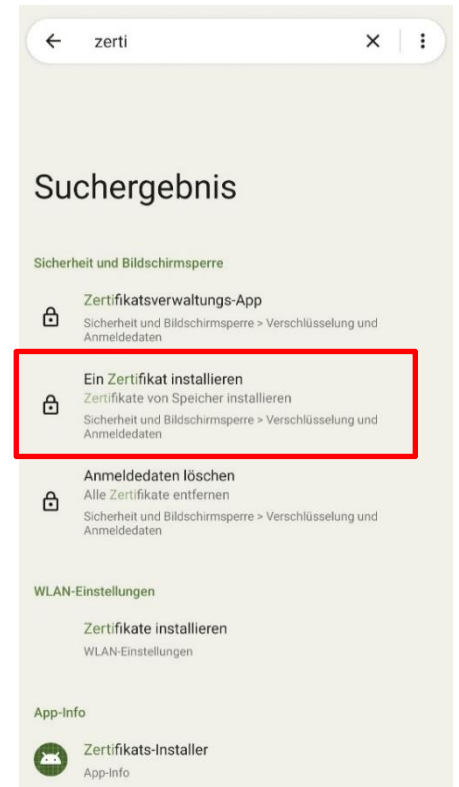 zerti
Suchergebnis
Sicherheit und Bildschirmsperre
Zertifikatsverwaltungs-App
Sicherheit und Bildschirmsperre > Verschlüsselung und
Anmeldedaten
Ein Zertifikat installieren
Zertifikate von Speicher installieren
Sicherheit und Bildschirmsperre > Verschlüsselung und
Anmeldedaten
Anmeldedaten löschen
Alle Zertifikate entfernen
Sicherheit und Bildschirmsperre > Verschlüsselung und
Anmeldedaten
WLAN-Einstellungen
Zertifikate installieren
WLAN-Einstellungen
App-Info
Zertifikats-Installer
App-Info